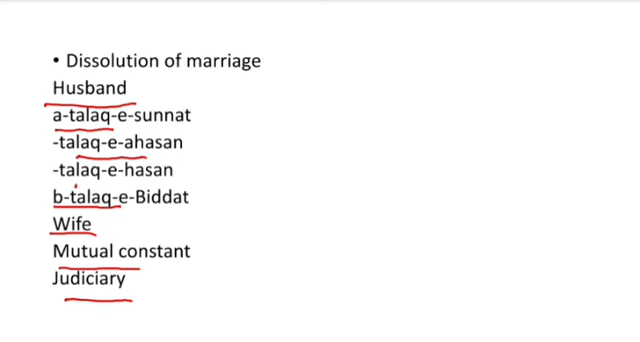 • Dissolution of marriage
Husband
a-talaq-e-sunnat
-talaq-e-ahasan
-talaq-e-hasan
b-talaq-e-Biddat
Wife
Mutual constant
Judiciary